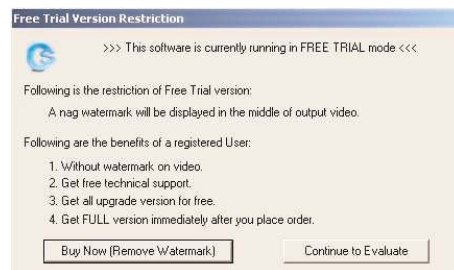 Free Trial Version Restriction
>>> This software is currently running in FREE TRIAL mode <<<
Following is the restriction of Free Trial version:
A nag watermark will be displayed in the middle of output video.
Following are the benefits of a registered User:
1. Without watermark on video.
2. Get free technical support.
3. Get all upgrade version for free.
4. Get FULL version immediately after you place order.
Buy Now (Remove Watermark)
Continue to Evaluate